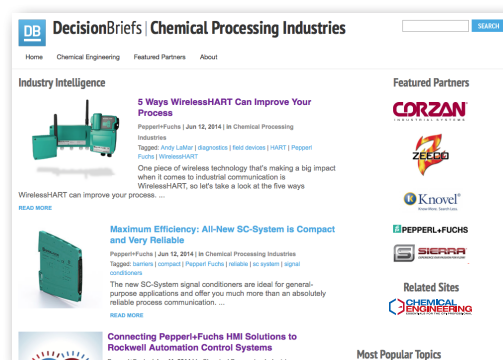 DB DecisionBriefs | Chemical Processing Industries
SEARCH
Home Chemical Engineering Featured Partners About
Industry Intelligence
5 Ways WirelessHART Can Improve Your
Process
Pepperl+Fuchs | Jun 12, 2014 | in Chemical Processing
Industries
Tagged: Andy LaMar | diagnostics | field devices | HART | Pepperl
Fuchs | WirelessHART
One piece of wireless technology that's making a big impact
when it comes to industrial communication is
WirelessHART, so let's take a look at the five ways
WirelessHART can improve your process. ...
READ MORE
Maximum Efficiency: All-New SC-System is Compact
and Very Reliable
Pepperl+Fuchs | Jun 12, 2014 | in Chemical Processing Industries
Tagged: barriers | compact | Pepperl Fuchs | reliable | sc system | signal
conditioners
The new SC-System signal conditioners are ideal for general-
purpose applications and offer you much more than an absolutely
reliable process communication. ...
READ MORE
Connecting Pepperl+Fuchs HMI Solutions to
Rockwell Automation Control Systems
Featured Partners
CORZAN
INDUSTRIAL SYSTEMS
ZEECO
Knovel
PEPPERL+FUCHS
SIERRA
Related Sites
CHEMICAL
ENGINEERING
Most Popular Topics